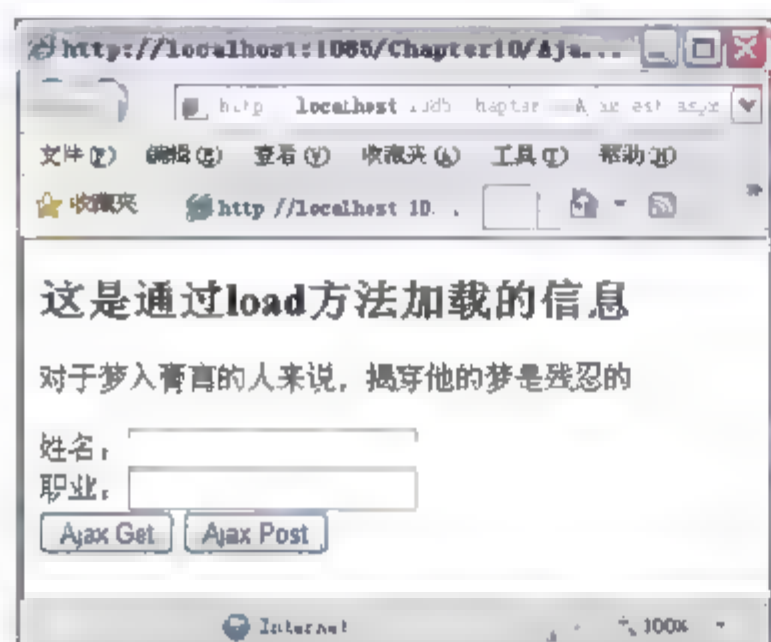 http://localhost:1085/Chapter10/Aja...
localhost
文件(F) 编辑(E) 查看(V) 收藏夹(A) 工具(T) 帮助(H)
收藏夹 http://localhost:10...
这是通过load方法加载的信息
对于梦入膏肓的人来说，揭穿他的梦是残忍的
姓名：
职业：
Ajax Get Ajax Post
Internet 100%